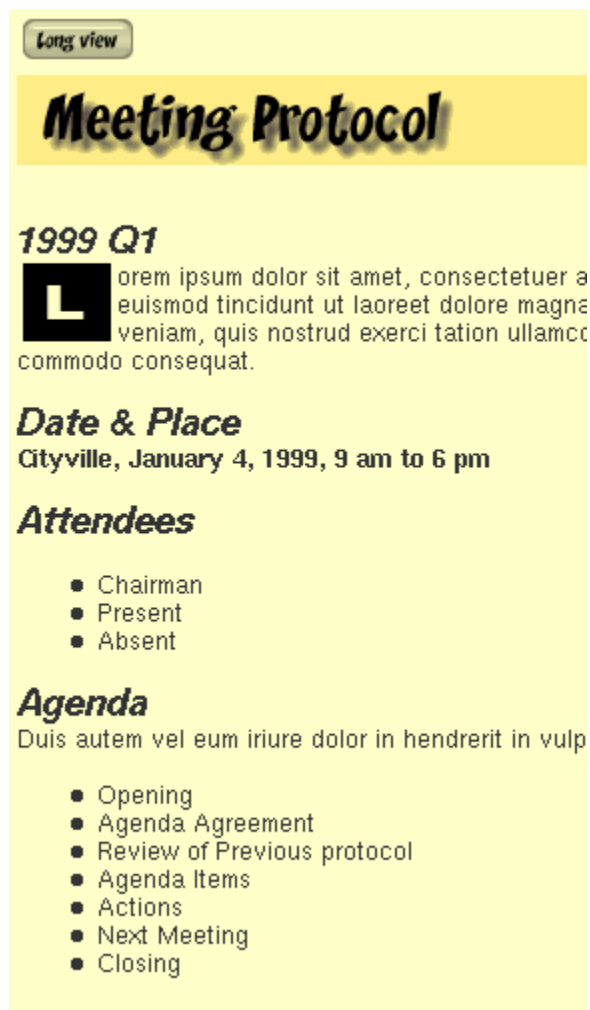 Long view
Meeting Protocol
1999 Q1
Lorem ipsum dolor sit amet, consectetuer
euismod tincidunt ut laoreet dolore magna
veniam, quis nostrud exerci tation
commodo consequat.
Date & Place
Cityville, January 4, 1999, 9 am to 6 pm
Attendees
• Chairman
• Present
• Absent
Agenda
Duis autem vel eum iriure dolor in hendrerit in
• Opening
• Agenda Agreement
• Review of Previous protocol
• Agenda Items
• Actions
• Next Meeting
• Closing